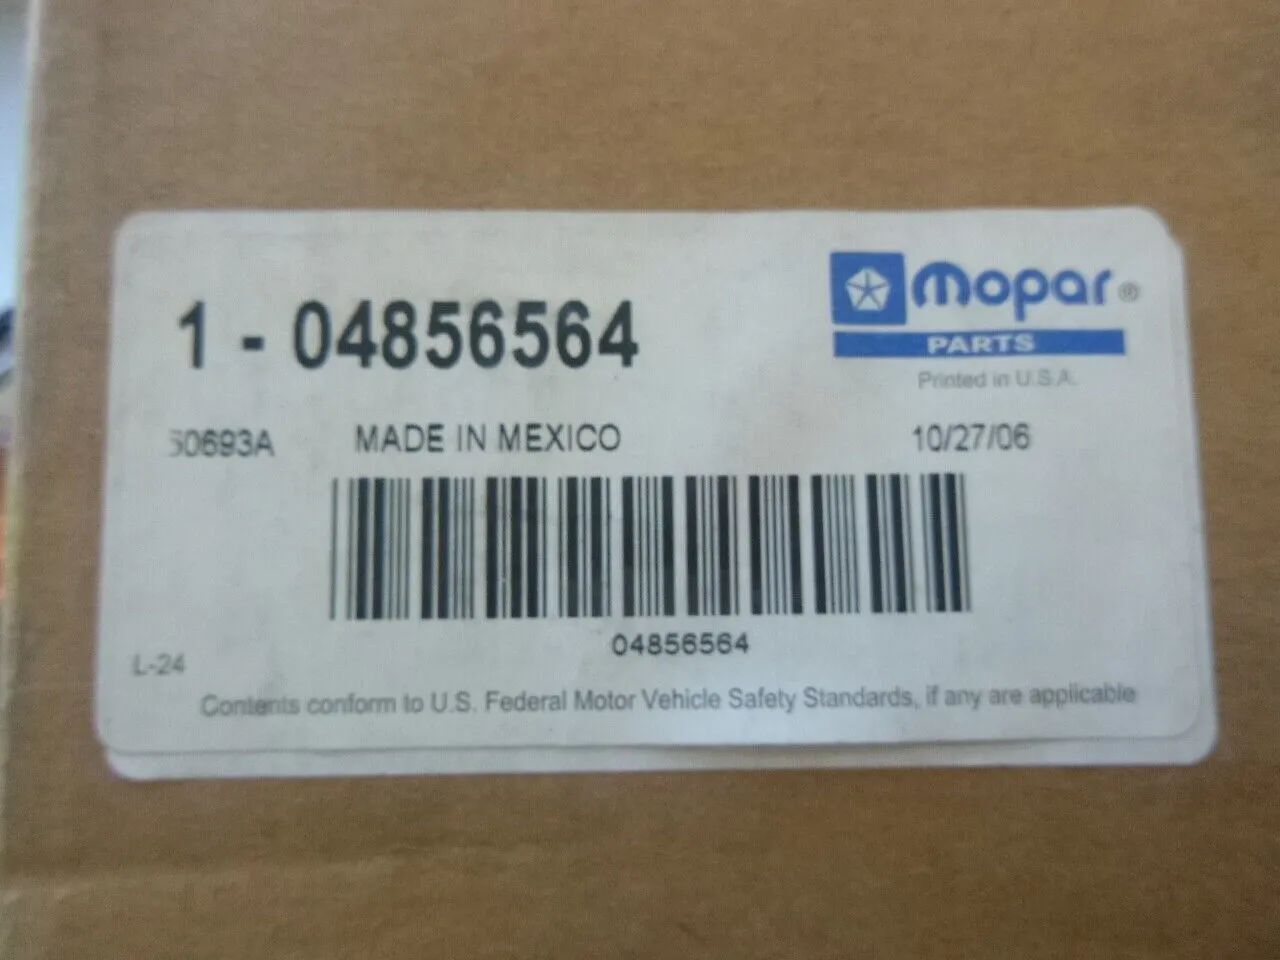 1 - 04856564
mopar®
PARTS
Printed in U.S.A.
50693A MADE IN MEXICO 10/27/06
04856564
L-24
Contents conform to U.S. Federal Motor Vehicle Safety Standards, if any are applicable